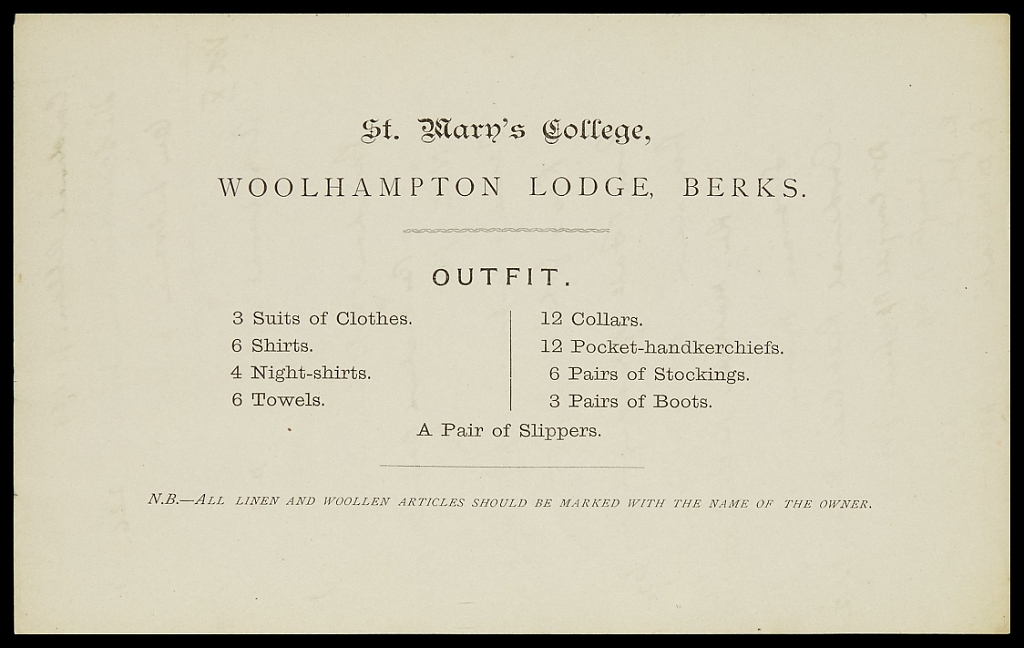 St. Mary's College,
WOOLHAMPTON LODGE, BERKS.
OUTFIT.
3 Suits of Clothes.
6 Shirts.
4 Night-shirts.
6 Towels.
12 Collars.
12 Pocket-handkerchiefs.
6 Pairs of Stockings.
3 Pairs of Boots.
A Pair of Slippers.
N.B.—ALL LINEN AND WOOLLEN ARTICLES SHOULD BE MARKED WITH THE NAME OF THE OWNER.